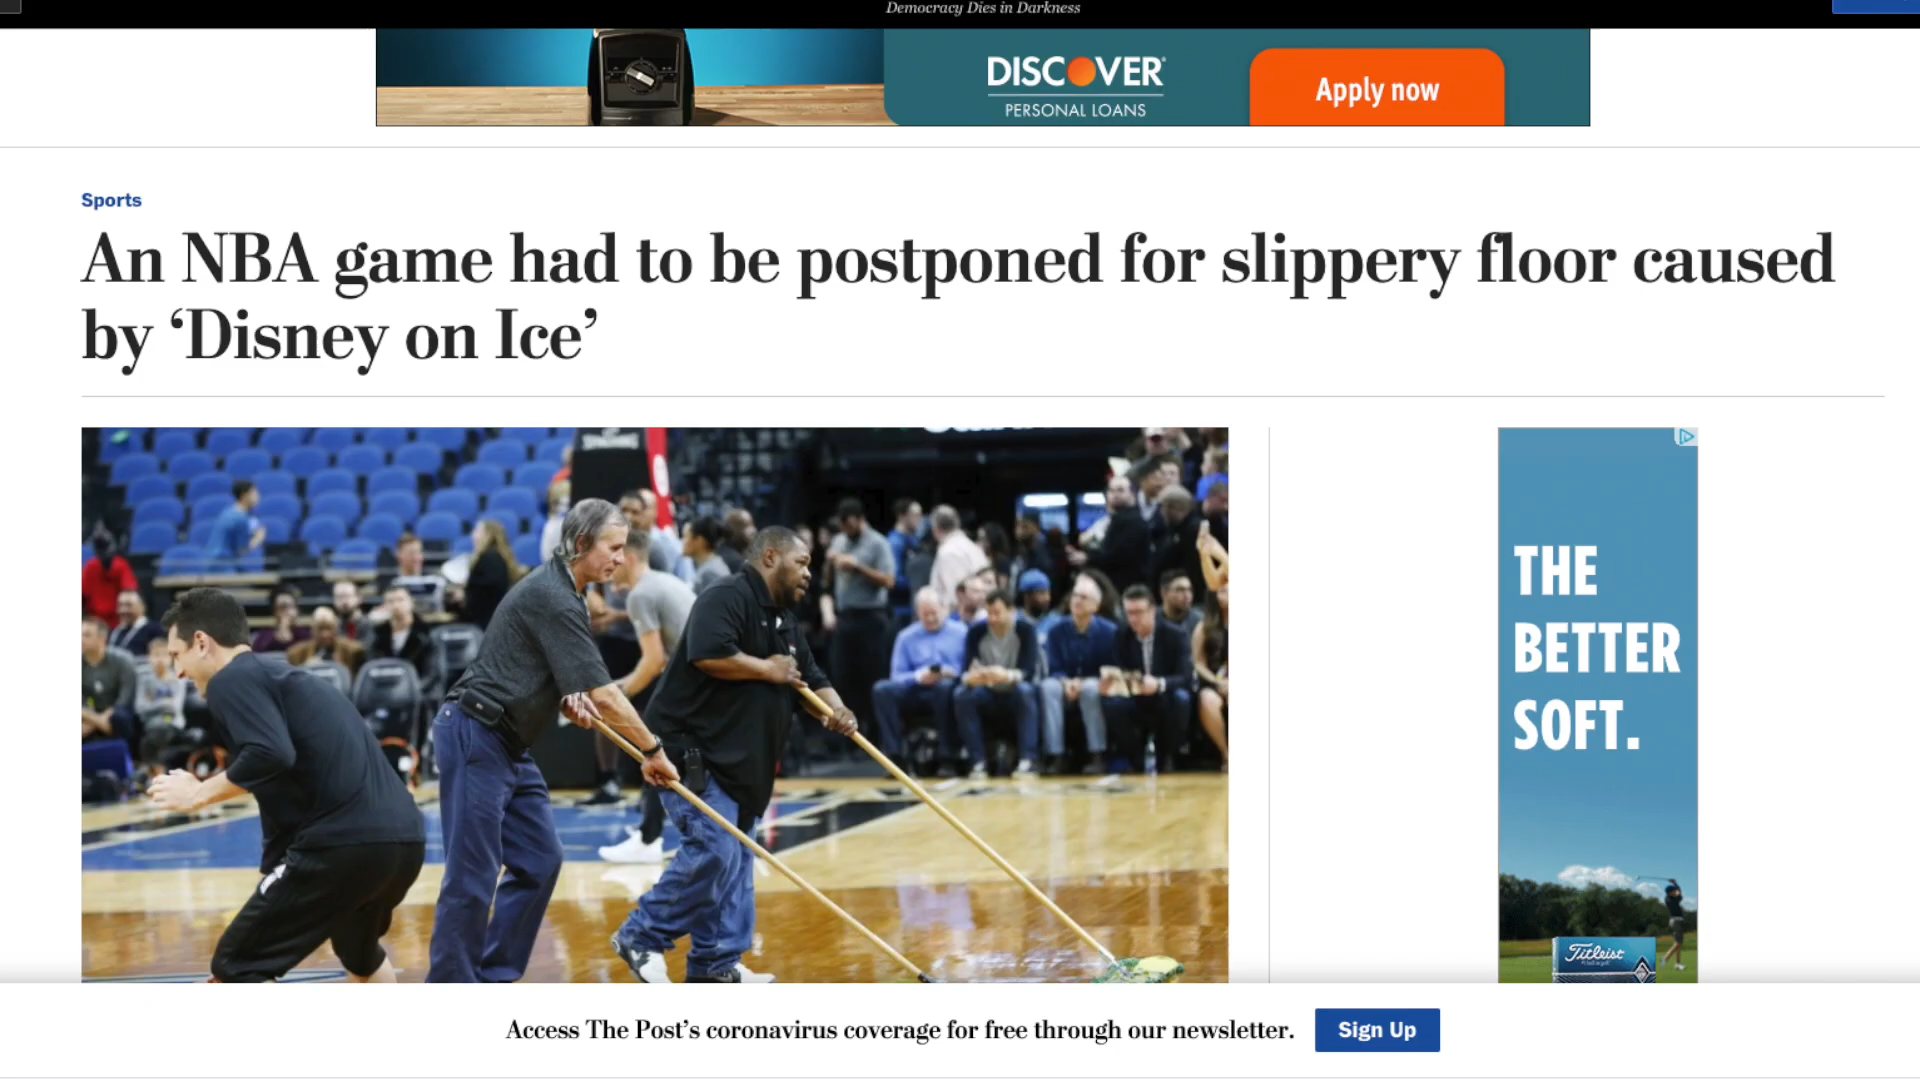 Democracy Dies in Darkness
DISCOVER
PERSONAL LOANS
Apply now
Sports
An NBA game had to be postponed for slippery floor caused
by ‘Disney on Ice’
SPALDING
THE
BETTER
SOFT.
Titleist
Access The Post’s coronavirus coverage for free through our newsletter.
Sign Up